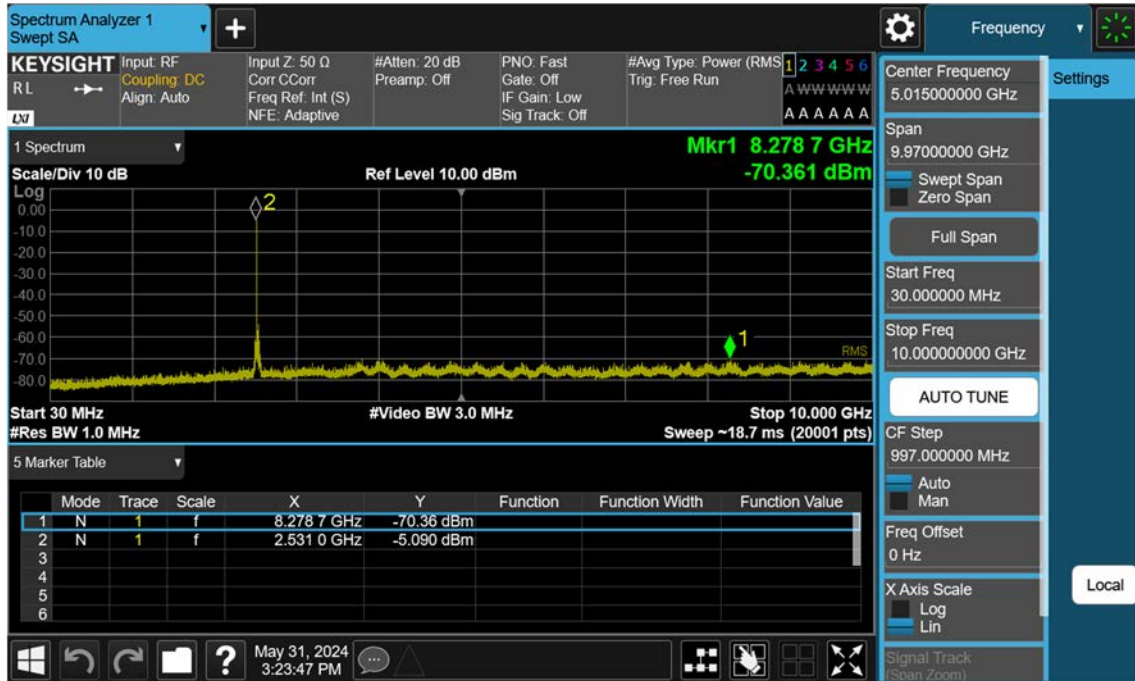 Spectrum Analyzer 1
Swept SA
Frequency
KEYSIGHT
R L
LXI
Input: RF
Coupling: DC
Align: Auto
Input Z: 50 Ω
Corr CCorr
Freq Ref: Int (S)
NFE: Adaptive
#Atten: 20 dB
Preamp: Off
PNO: Fast
Gate: Off
IF Gain: Low
Sig Track: Off
#Avg Type: Power (RMS
Trig: Free Run
1 2 3 4 5 6
A W W W W W
A A A A A A
1 Spectrum
Mkr1 8.278 7 GHz
-70.361 dBm
Scale/Div 10 dB
Ref Level 10.00 dBm
Log
0.00
-10.0
-20.0
-30.0
-40.0
-50.0
-60.0
-70.0
-80.0
2
1
RMS
Start 30 MHz
#Video BW 3.0 MHz
Stop 10.000 GHz
#Res BW 1.0 MHz
Sweep ~18.7 ms (20001 pts)
5 Marker Table
Mode Trace Scale X Y Function Function Width Function Value
1 N 1 f 8.278 7 GHz -70.36 dBm
2 N 1 f 2.531 0 GHz -5.090 dBm
3
4
5
6
May 31, 2024
3:23:47 PM
Center Frequency
5.015000000 GHz
Settings
Span
9.97000000 GHz
Swept Span
Zero Span
Full Span
Start Freq
30.000000 MHz
Stop Freq
10.000000000 GHz
AUTO TUNE
CF Step
997.000000 MHz
Auto
Man
Freq Offset
0 Hz
X Axis Scale
Log
Lin
Local
Signal Track
(Span Zoom)